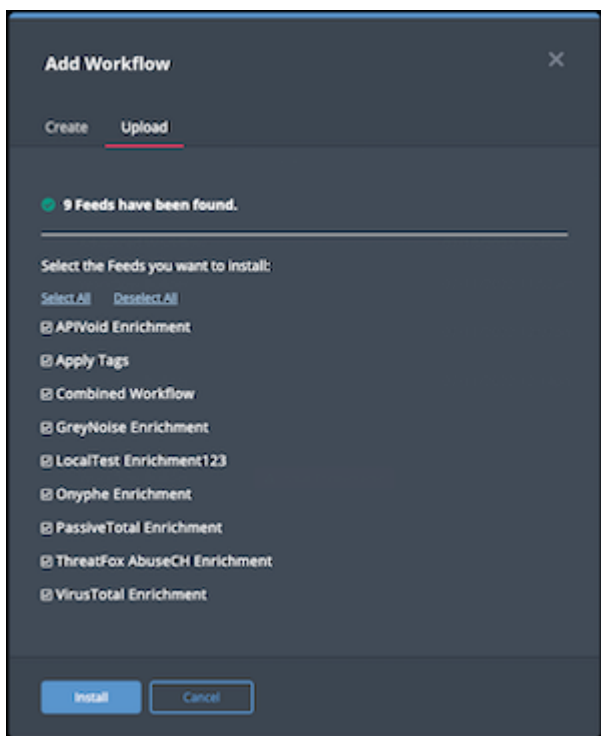 Add Workflow
Create Upload
9 Feeds have been found.
Select the Feeds you want to install:
Select All Deselect All
APIVoid Enrichment
Apply Tags
Combined Workflow
GreyNoise Enrichment
LocalTest Enrichment123
Onyphe Enrichment
PassiveTotal Enrichment
ThreatFox AbuseCH Enrichment
VirusTotal Enrichment
Install Cancel